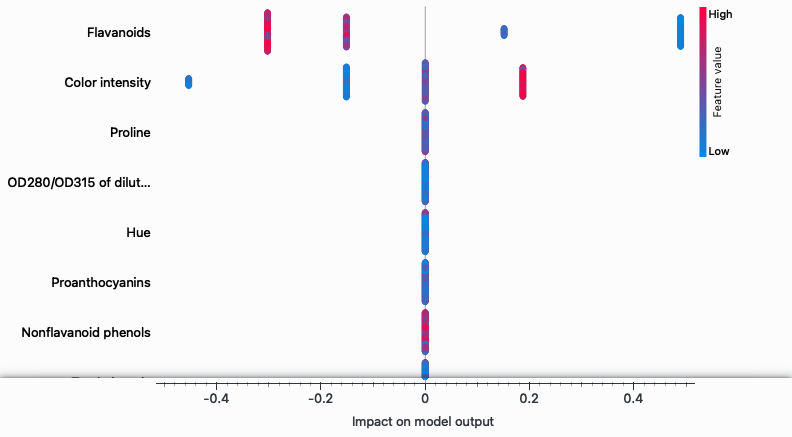 Flavanoids
Color intensity
Proline
OD280/OD315 of dilut...
Hue
Proanthocyanins
Nonflavanoid phenols
High
Feature value
Low
-0.4 -0.2 0 0.2 0.4
Impact on model output